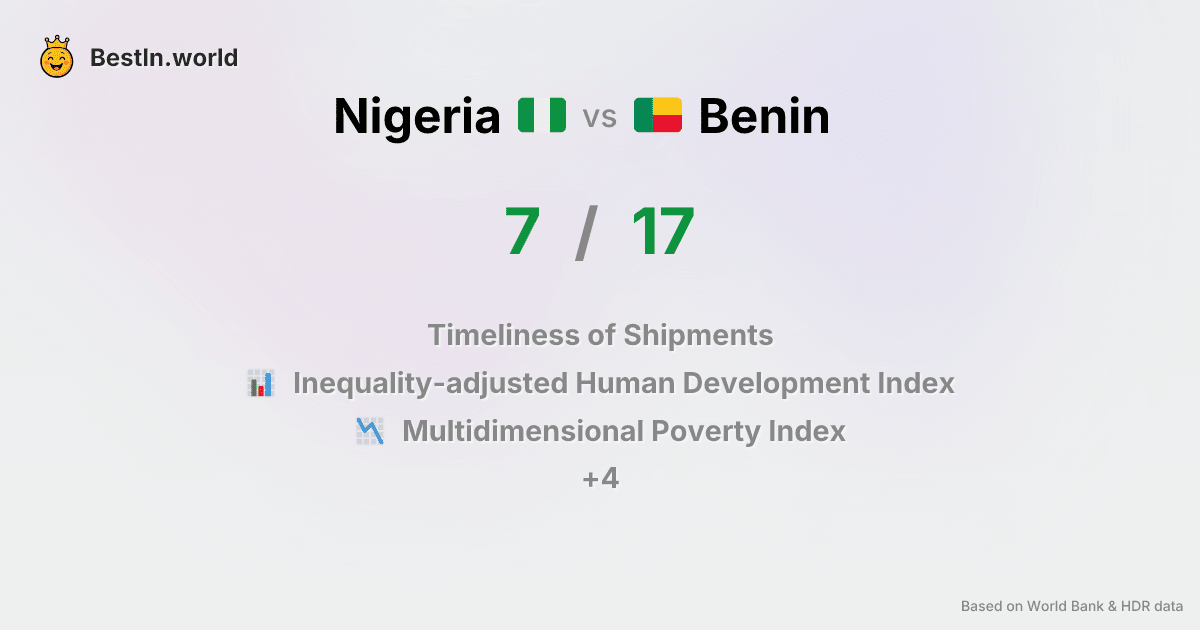 BestIn.world
Nigeria vs Benin
7 / 17
Timeliness of Shipments
Inequality-adjusted Human Development Index
Multidimensional Poverty Index
+4
Based on World Bank & HDR data